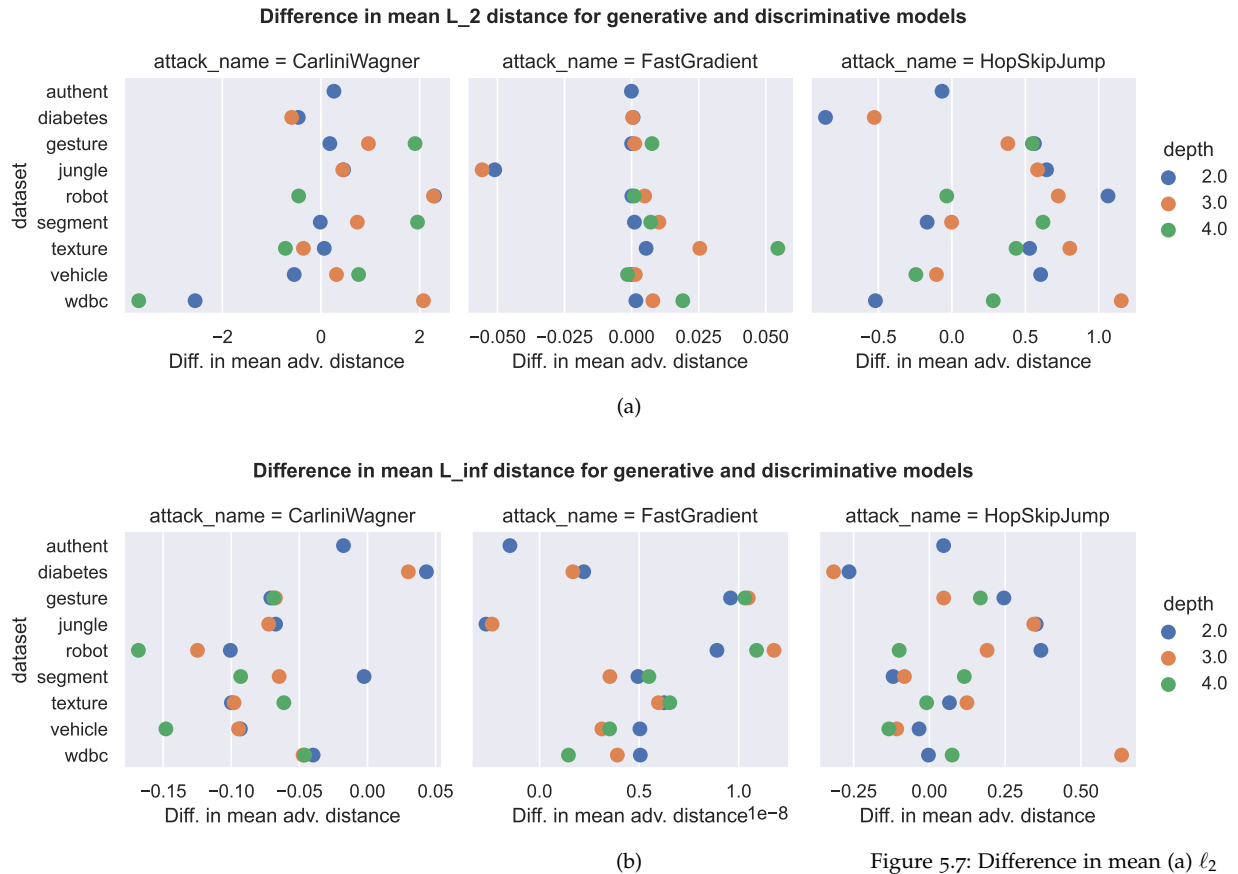 Difference in mean L_2 distance for generative and discriminative models
attack_name = CarliniWagner
attack_name = FastGradient
attack_name = HopSkipJump
dataset
authent
diabetes
gesture
jungle
robot
segment
texture
vehicle
wdbc
−2 0 2
Diff. in mean adv. distance
−0.050 −0.025 0.000 0.025 0.050
Diff. in mean adv. distance
−0.5 0.0 0.5 1.0
Diff. in mean adv. distance
depth
2.0
3.0
4.0
(a)
Difference in mean L_inf distance for generative and discriminative models
attack_name = CarliniWagner
attack_name = FastGradient
attack_name = HopSkipJump
dataset
authent
diabetes
gesture
jungle
robot
segment
texture
vehicle
wdbc
−0.15 −0.10 −0.05 0.00 0.05
Diff. in mean adv. distance
0.0 0.5 1.0
Diff. in mean adv. distance
1e−8
−0.25 0.00 0.25 0.50
Diff. in mean adv. distance
depth
2.0
3.0
4.0
(b)
Figure 5.7: Difference in mean (a) ℓ2